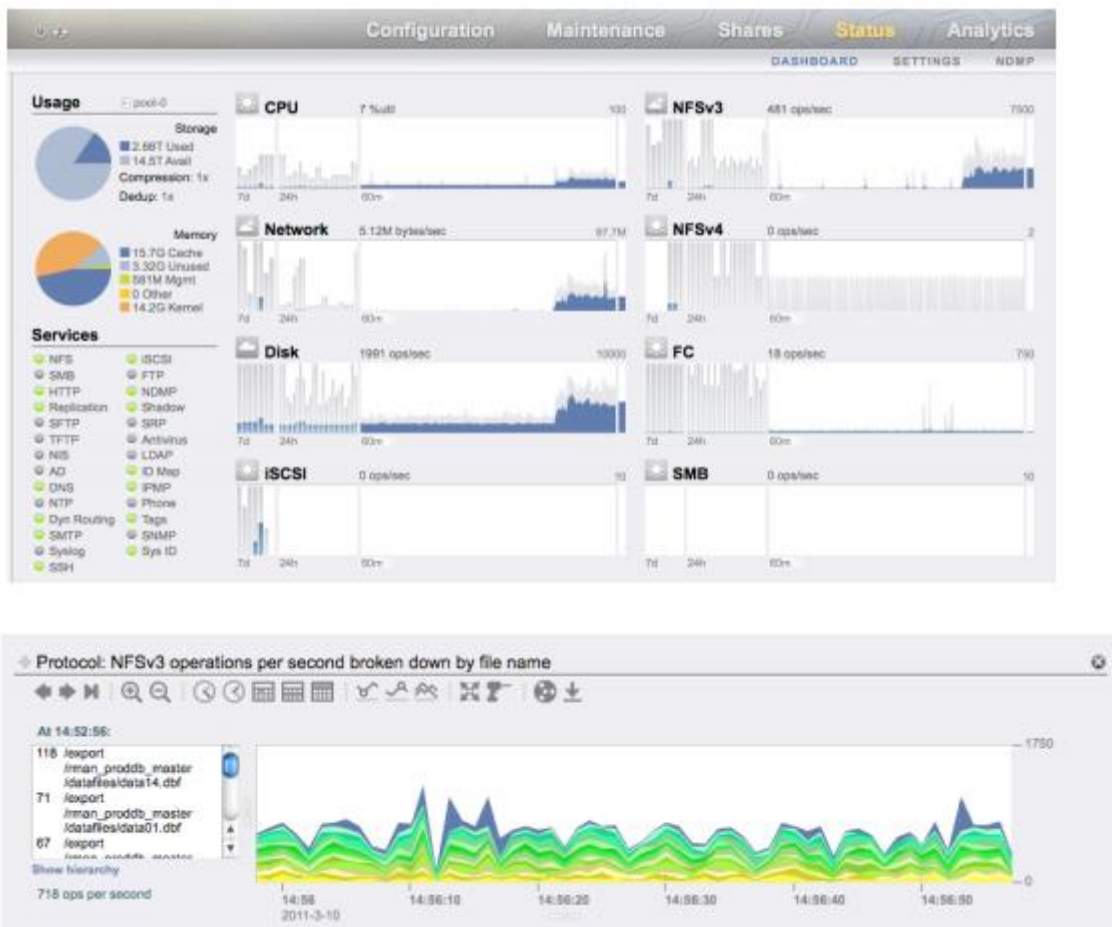 Configuration Maintenance Shares Status Analytics
DASHBOARD SETTINGS NDMP
Usage pool-0
Storage
2.66T Used
14.5T Avail
Compression: 1x
Dedup: 1x
Memory
15.7G Cache
3.32G Unused
581M Mgmt
0 Other
14.2G Kernel
Services
NFS iSCSI
SMB FTP
HTTP NDMP
Replication Shadow
SFTP SRP
TFTP Antivirus
NIS LDAP
AD ID Map
DNS IPMP
NTP Phone
Dyn Routing Tags
SMTP SNMP
Syslog Sys ID
SSH
CPU 7 %util 100
7d 24h 60m
NFSv3 481 ops/sec 7500
7d 24h 60m
Network 5.12M bytes/sec 97.7M
7d 24h 60m
NFSv4 0 ops/sec 2
7d 24h 60m
Disk 1991 ops/sec 10000
7d 24h 60m
FC 18 ops/sec 750
7d 24h 60m
iSCSI 0 ops/sec 10
7d 24h 60m
SMB 0 ops/sec 10
7d 24h 60m
Protocol: NFSv3 operations per second broken down by file name
At 14:52:56:
118 /export
/rman_proddb_master
/datafiles/data14.dbf
71 /export
/rman_proddb_master
/datafiles/data01.dbf
67 /export
Show hierarchy
718 ops per second
1750
0
14:56 14:56:10 14:56:20 14:56:30 14:56:40 14:56:50
2011-3-10